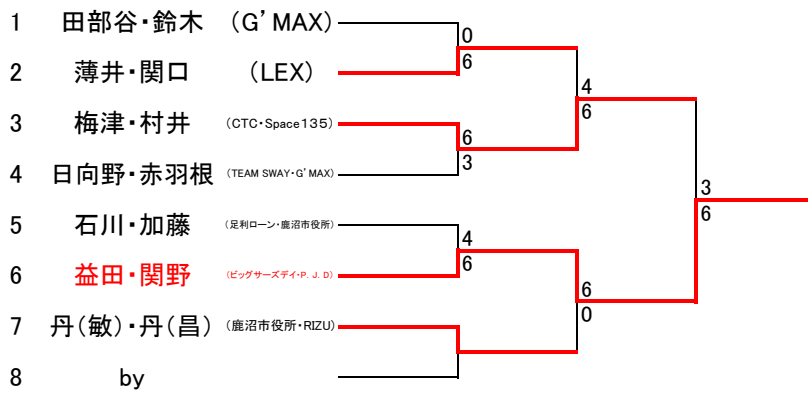 1 田部谷・鈴木 (G'MAX)
0
2 薄井・関口 (LEX)
6
4
6
3 梅津・村井 (CTC・Space135)
6
3
4 日向野・赤羽根 (TEAM SWAY・G'MAX)
3
6
5 石川・加藤 (足利ローン・鹿沼市役所)
4
6 益田・関野 (ビッグサーズデイ・P.J.D)
6
6
0
7 丹(敏)・丹(昌) (鹿沼市役所・RIZU)
8 by